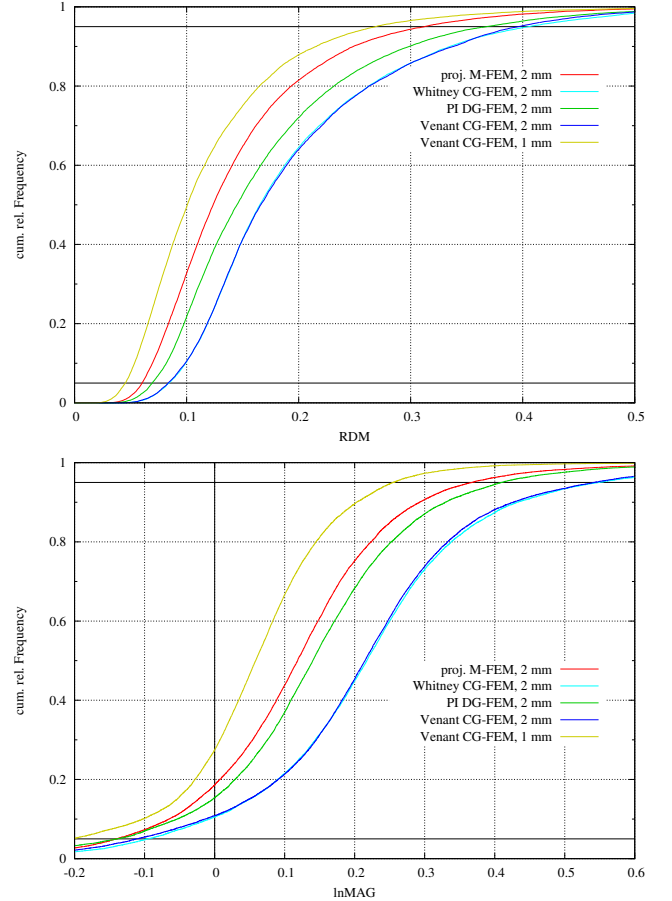 1
0.8
0.6
0.4
0.2
0
cum. rel. Frequency
proj. M-FEM, 2 mm
Whitney CG-FEM, 2 mm
PI DG-FEM, 2 mm
Venant CG-FEM, 2 mm
Venant CG-FEM, 1 mm
0 0.1 0.2 0.3 0.4 0.5
RDM
1
0.8
0.6
0.4
0.2
0
cum. rel. Frequency
proj. M-FEM, 2 mm
Whitney CG-FEM, 2 mm
PI DG-FEM, 2 mm
Venant CG-FEM, 2 mm
Venant CG-FEM, 1 mm
-0.2 -0.1 0 0.1 0.2 0.3 0.4 0.5 0.6
lnMAG